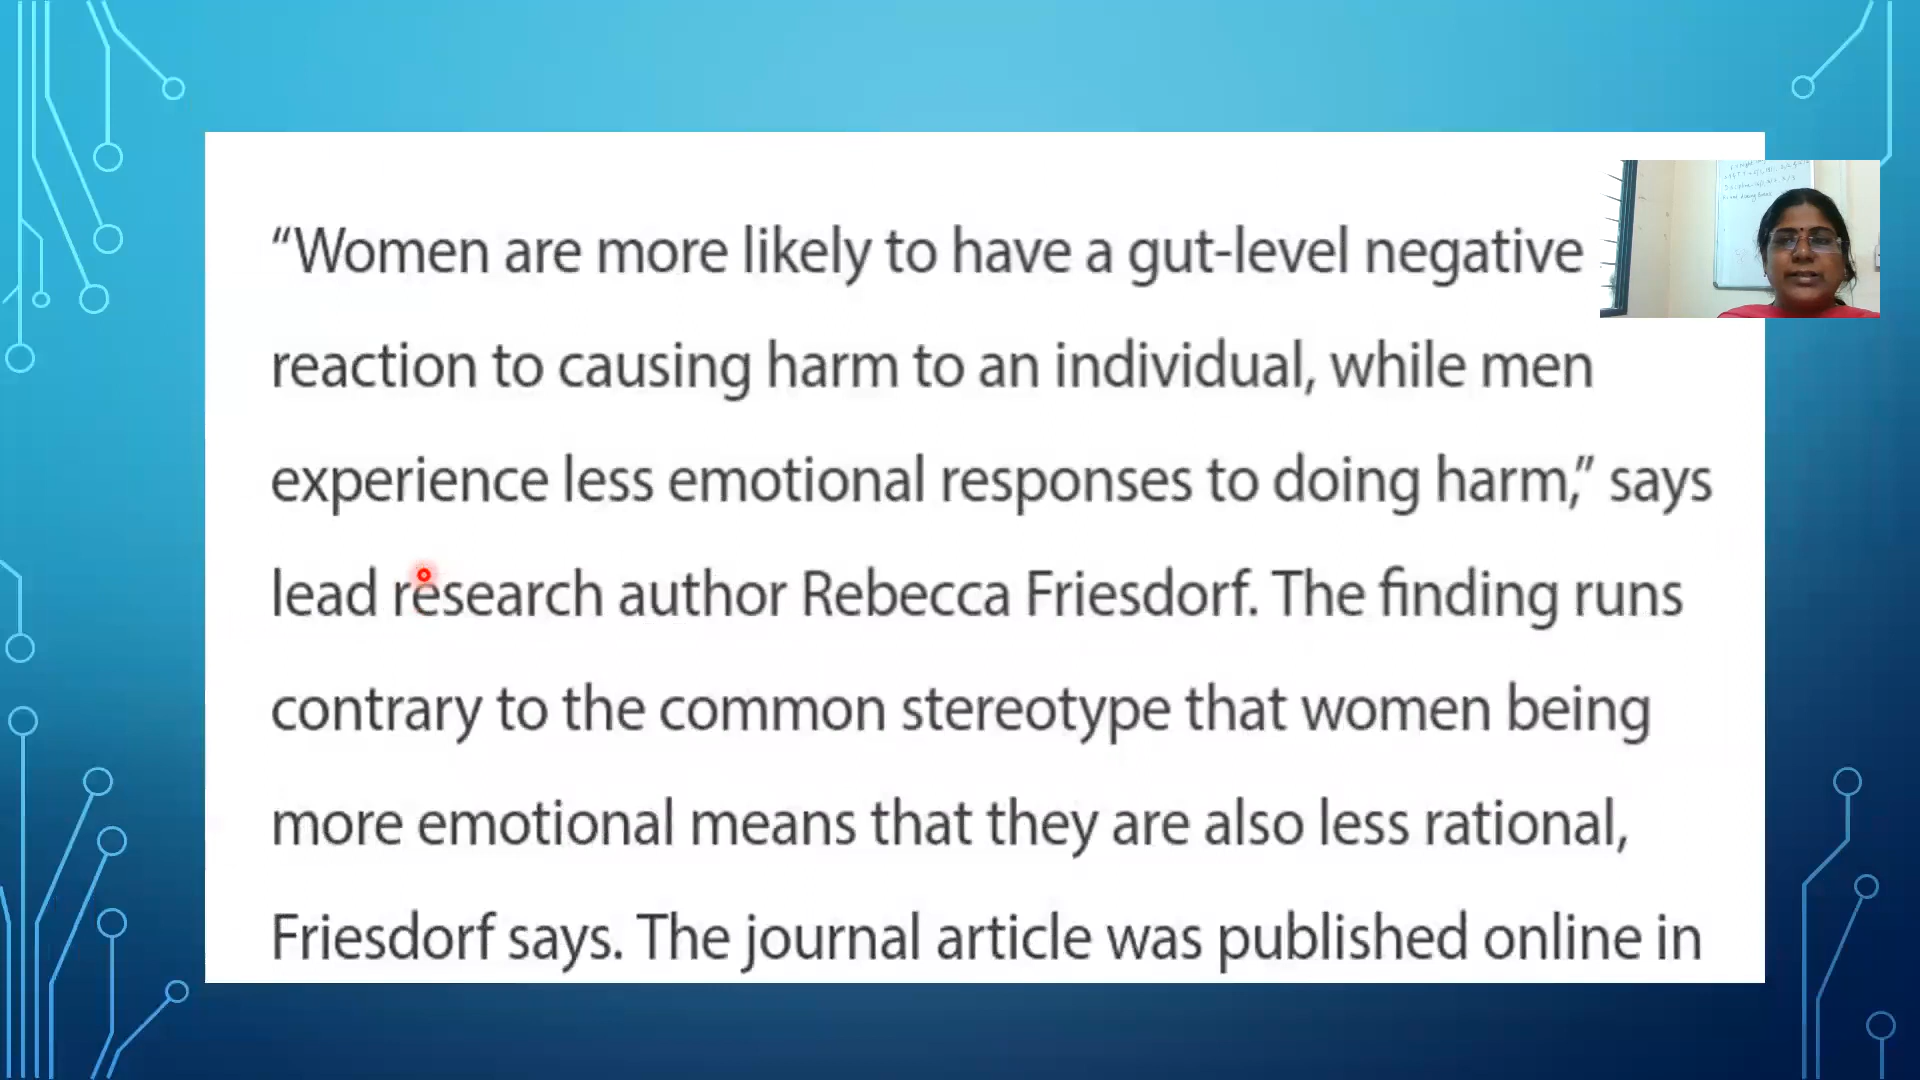 “Women are more likely to have a gut-level negative
reaction to causing harm to an individual, while men
experience less emotional responses to doing harm,” says
lead research author Rebecca Friesdorf. The finding runs
contrary to the common stereotype that women being
more emotional means that they are also less rational,
Friesdorf says. The journal article was published online in